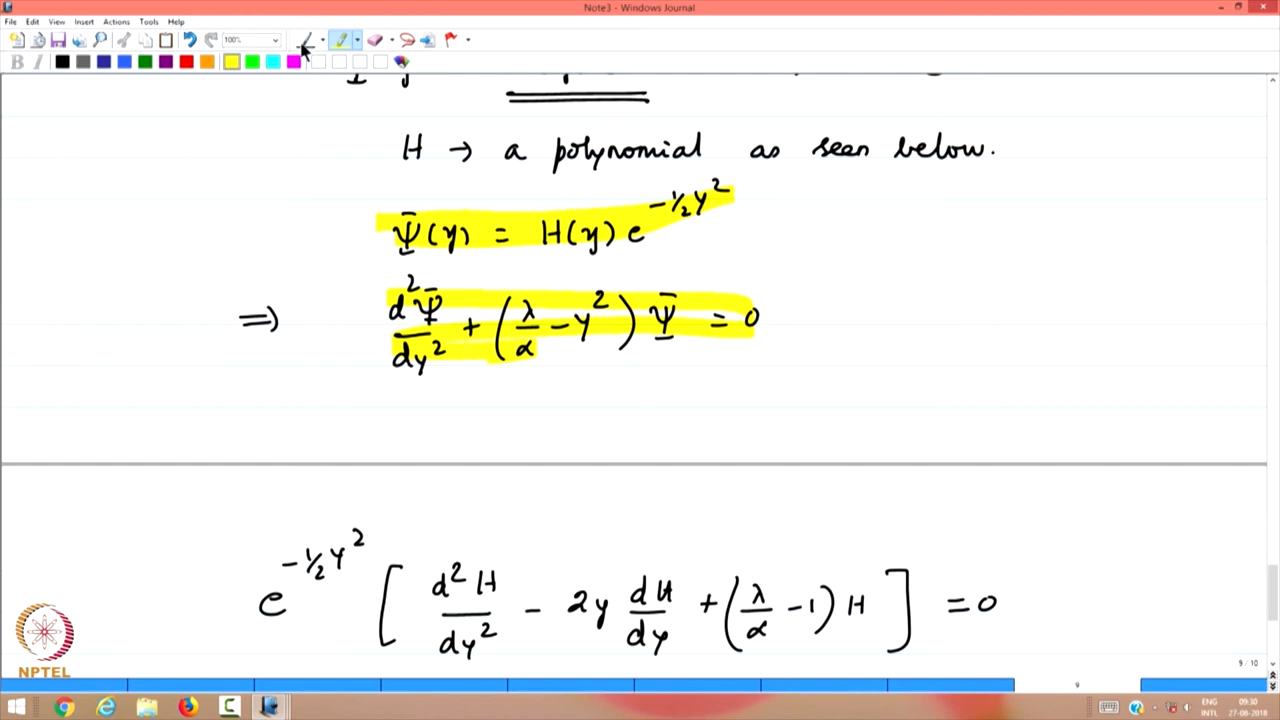 Note3 - Windows Journal
File Edit View Insert Actions Tools Help
100%
B I
H → a polynomial as seen below.
Ψ̄(y) = H(y) e^{-½y²}
⇒ d²Ψ̄/dy² + (λ/α - y²) Ψ̄ = 0
e^{-½y²} [ d²H/dy² - 2y dH/dy + (λ/α - 1) H ] = 0
NPTEL
9 / 10
9
ENG 09:30
INTL 27-06-2018